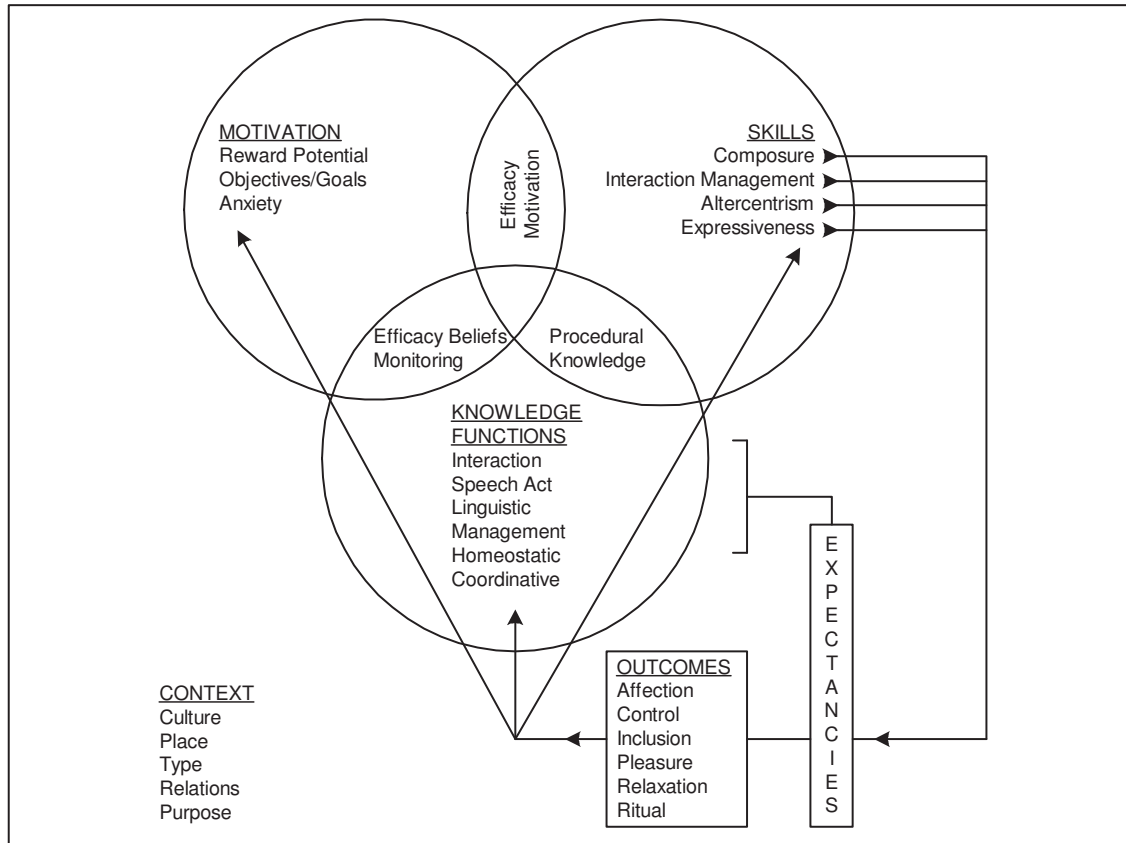 MOTIVATION
Reward Potential
Objectives/Goals
Anxiety
Efficacy
Motivation
SKILLS
Composure
Interaction Management
Altercentrism
Expressiveness
Efficacy Beliefs
Monitoring
Procedural
Knowledge
KNOWLEDGE
FUNCTIONS
Interaction
Speech Act
Linguistic
Management
Homeostatic
Coordinative
EXPECTANCIES
OUTCOMES
Affection
Control
Inclusion
Pleasure
Relaxation
Ritual
CONTEXT
Culture
Place
Type
Relations
Purpose